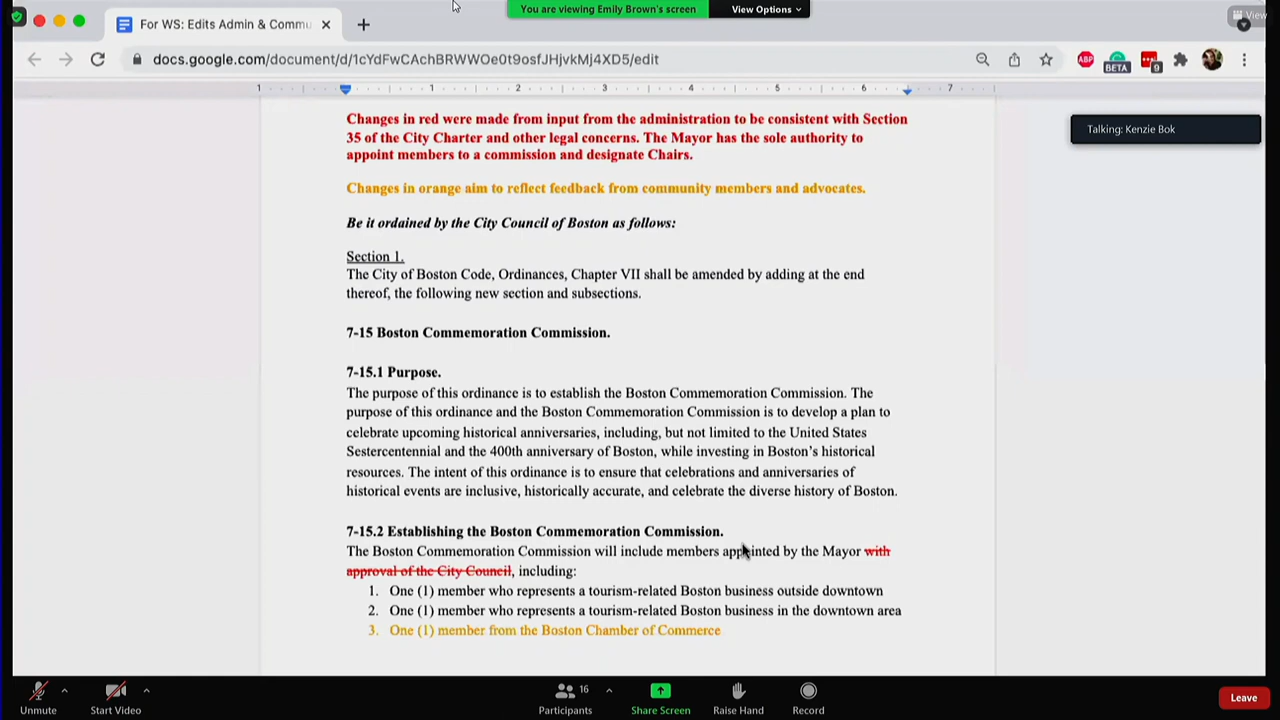 You are viewing Emily Brown's screen View Options
View
For WS: Edits Admin & Commu
docs.google.com/document/d/1cYdFwCAchBRWWOe0t9osfJHjvkMj4XD5/edit
ABP
BETA
9
1 1 2 3 4 5 6 7
Talking: Kenzie Bok
Changes in red were made from input from the administration to be consistent with Section
35 of the City Charter and other legal concerns. The Mayor has the sole authority to
appoint members to a commission and designate Chairs.
Changes in orange aim to reflect feedback from community members and advocates.
Be it ordained by the City Council of Boston as follows:
Section 1.
The City of Boston Code, Ordinances, Chapter VII shall be amended by adding at the end
thereof, the following new section and subsections.
7-15 Boston Commemoration Commission.
7-15.1 Purpose.
The purpose of this ordinance is to establish the Boston Commemoration Commission. The
purpose of this ordinance and the Boston Commemoration Commission is to develop a plan to
celebrate upcoming historical anniversaries, including, but not limited to the United States
Sestercentennial and the 400th anniversary of Boston, while investing in Boston's historical
resources. The intent of this ordinance is to ensure that celebrations and anniversaries of
historical events are inclusive, historically accurate, and celebrate the diverse history of Boston.
7-15.2 Establishing the Boston Commemoration Commission.
The Boston Commemoration Commission will include members appointed by the Mayor with
approval of the City Council, including:
1. One (1) member who represents a tourism-related Boston business outside downtown
2. One (1) member who represents a tourism-related Boston business in the downtown area
3. One (1) member from the Boston Chamber of Commerce
Unmute
Start Video
16
Participants
Share Screen
Raise Hand
Record
Leave